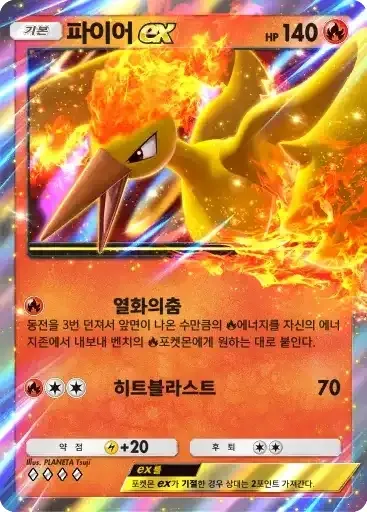 기본 파이어 ex HP 140
열화의춤
동전을 3번 던져서 앞면이 나온 수만큼의 에너지를 자신의 에너
지존에서 내보내 벤치의 포켓몬에게 원하는 대로 붙인다.
히트블라스트 70
약 점 +20 후 퇴
Illus. PLANETA Tsuji
ex룰
포켓몬 ex가 기절한 경우 상대는 2포인트 가져간다.